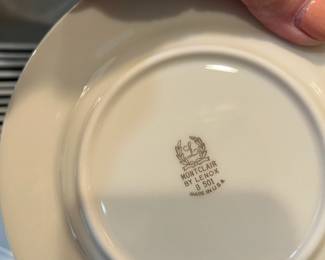 L
MONTCLAIR
BY LENOX
B 501
MADE IN U.S.A.